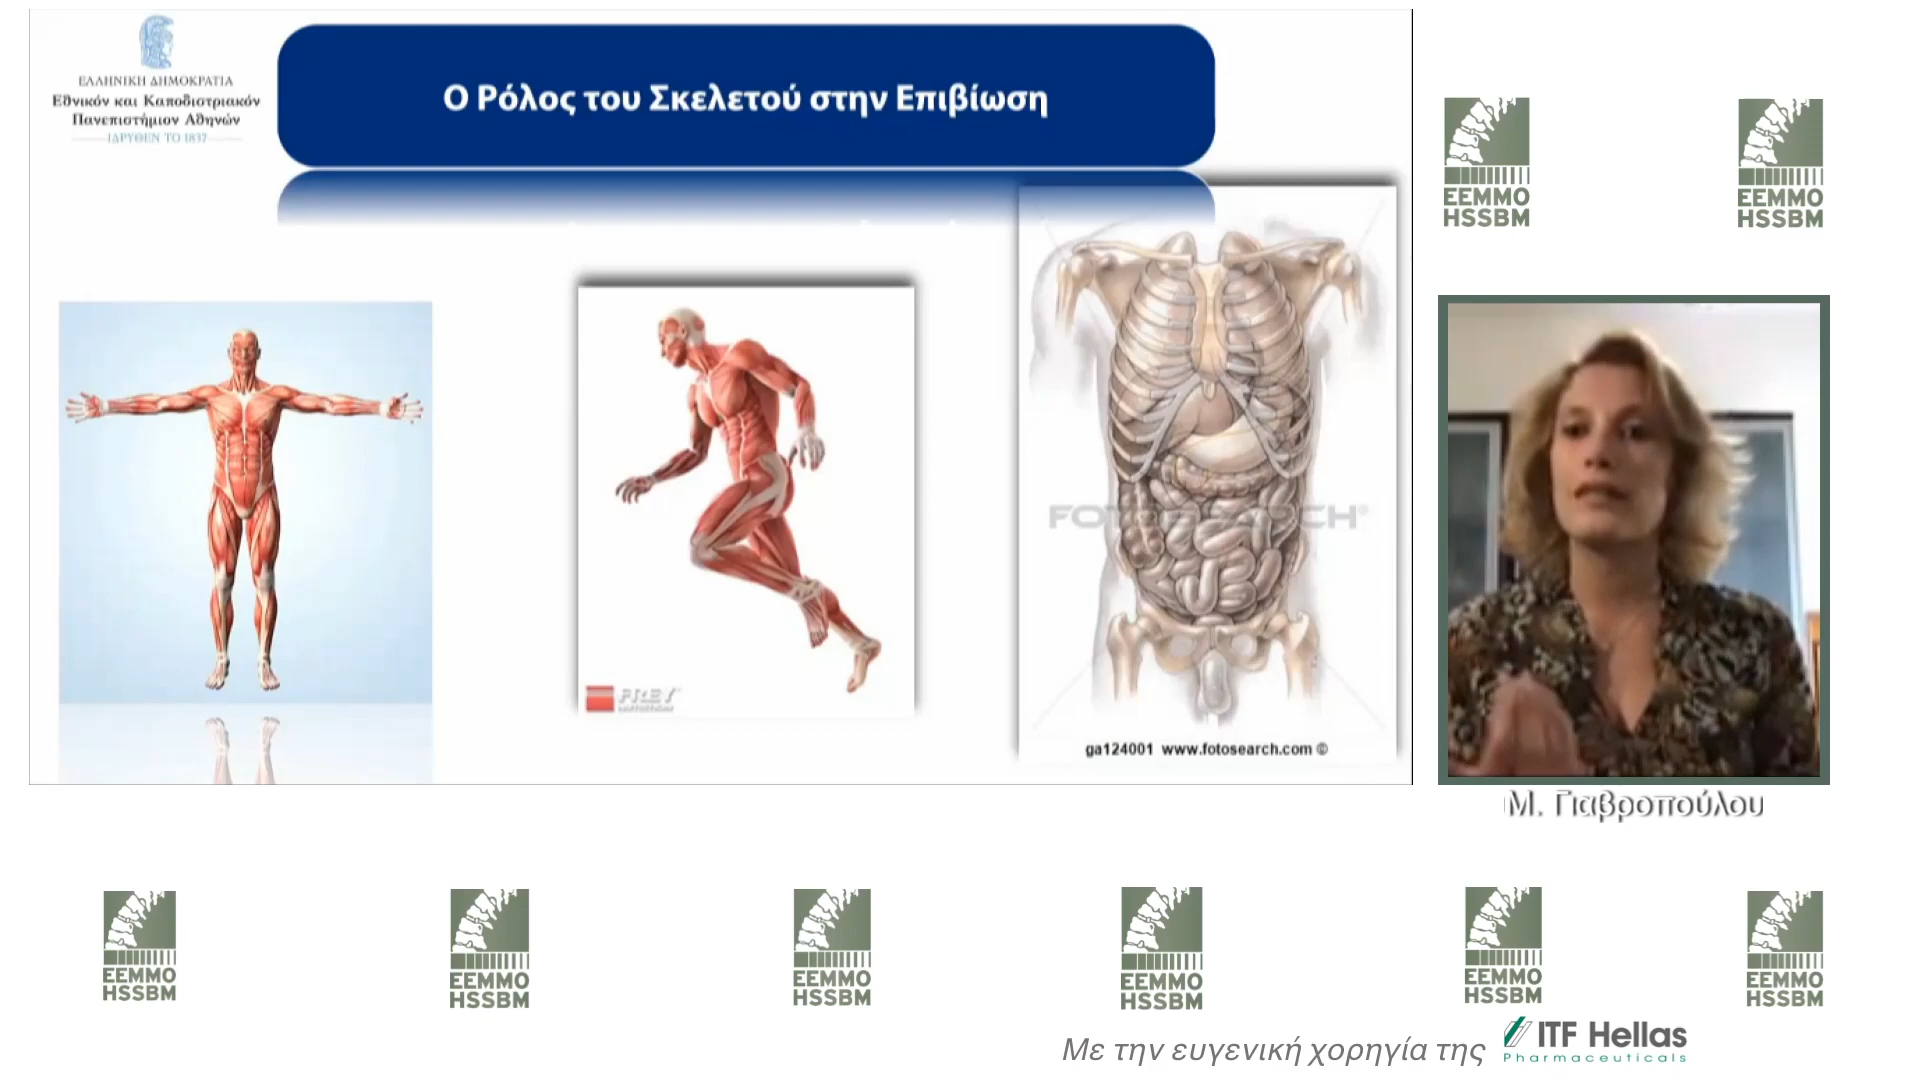 ΕΛΛΗΝΙΚΗ ΔΗΜΟΚΡΑΤΙΑ
Εθνικόν και Καποδιστριακόν
Πανεπιστήμιον Αθηνών
ΙΔΡΥΘΕΝ ΤΟ 1837
Ο Ρόλος του Σκελετού στην Επιβίωση
EEMMO
HSSBM
EEMMO
HSSBM
FREY
FOTOSEARCH®
ga124001 www.fotosearch.com ©
Μ. Γιαβροπούλου
EEMMO
HSSBM
EEMMO
HSSBM
EEMMO
HSSBM
EEMMO
HSSBM
EEMMO
HSSBM
EEMMO
HSSBM
Με την ευγενική χορηγία της
ITF Hellas
Pharmaceuticals